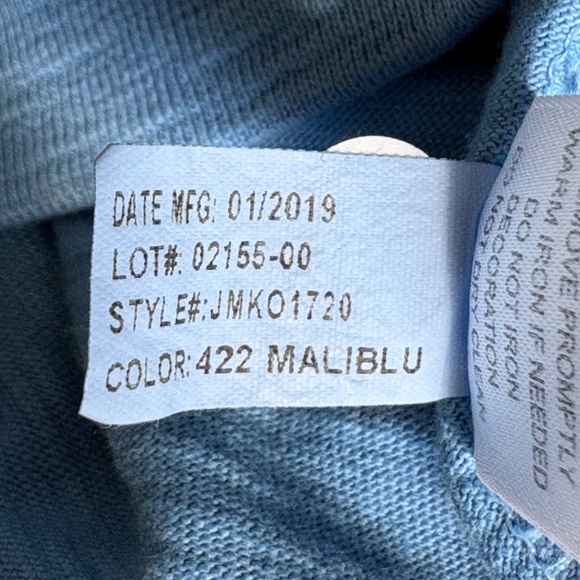 DATE MFG: 01/2019
LOT#: 02155-00
STYLE#:JMKO1720
COLOR: 422 MALIBLU
PROMPTLY
WARM IRON IF NEEDED
DO NOT IRON
DECORATION